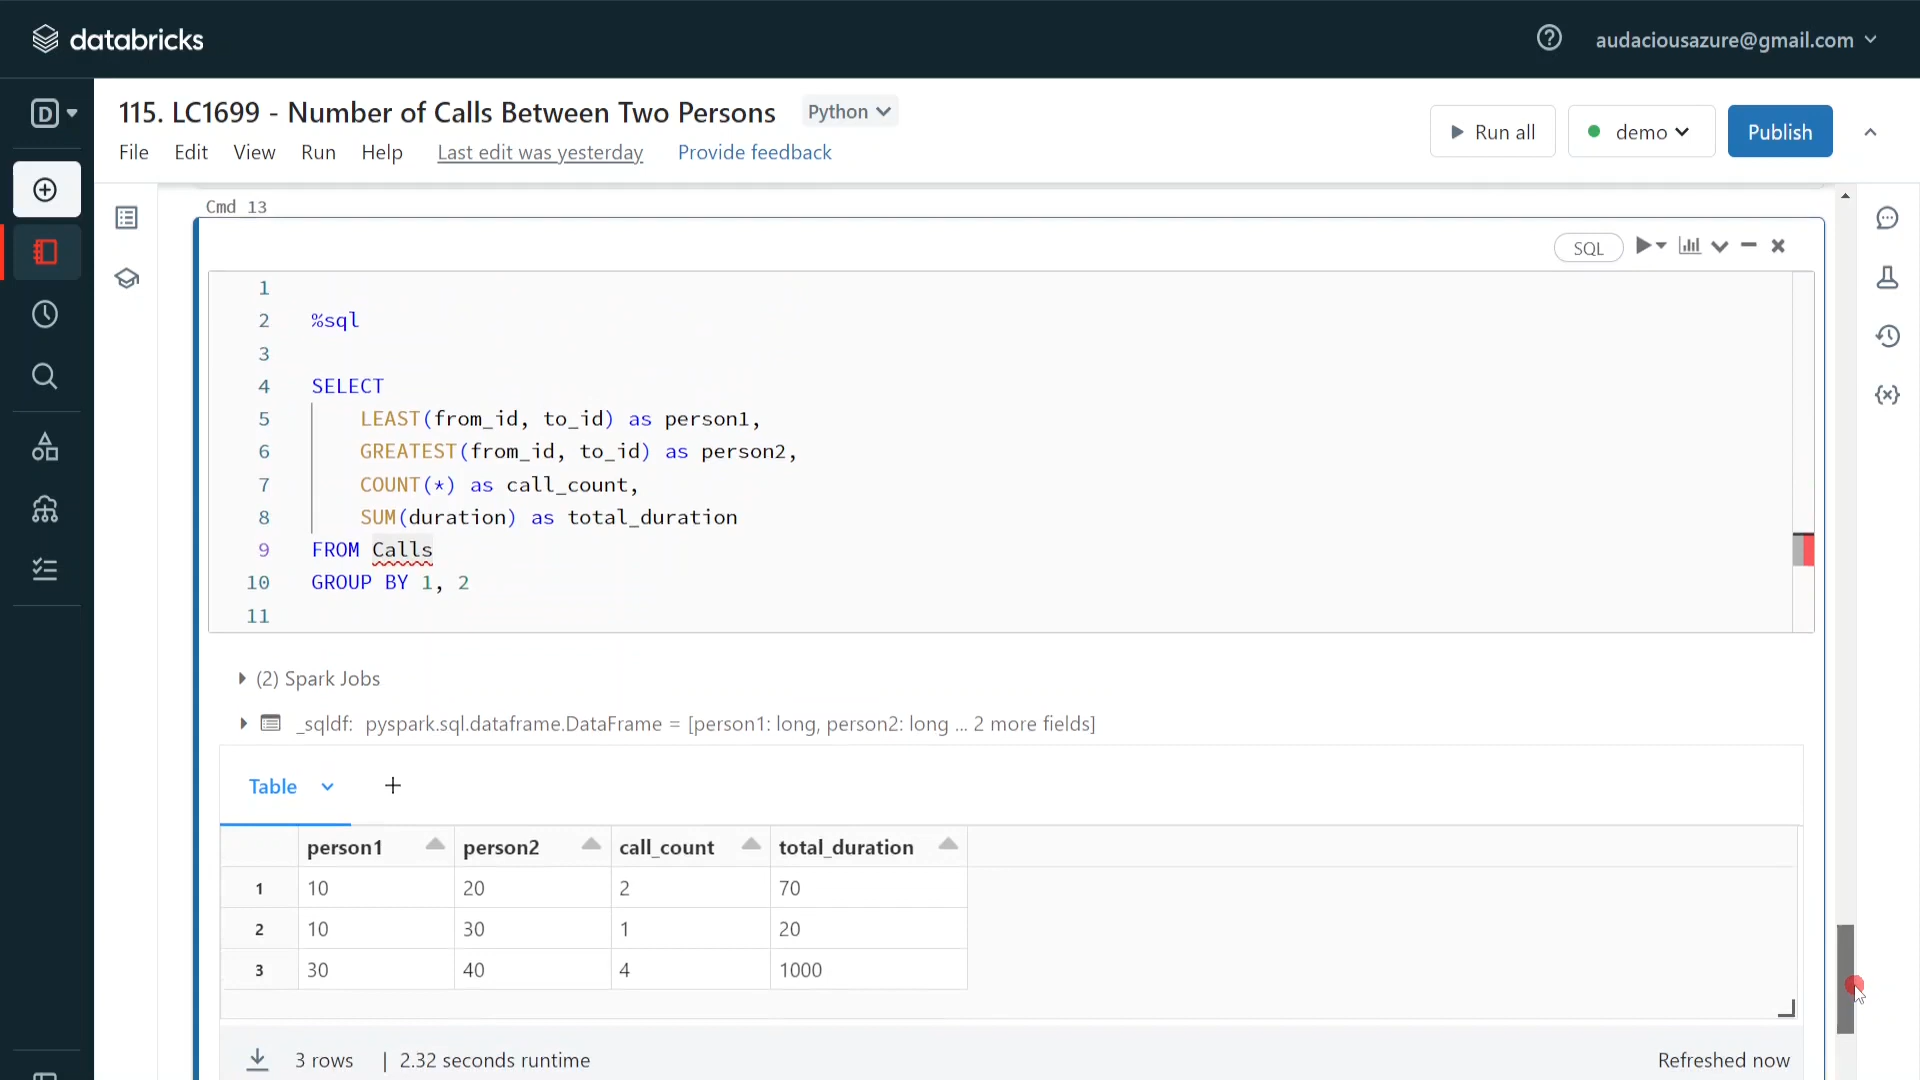 databricks
audaciousazure@gmail.com
D
115. LC1699 - Number of Calls Between Two Persons
Python
File Edit View Run Help Last edit was yesterday Provide feedback
Run all
demo
Publish
Cmd 13
SQL
1
2 %sql
3
4 SELECT
5 LEAST(from_id, to_id) as person1,
6 GREATEST(from_id, to_id) as person2,
7 COUNT(*) as call_count,
8 SUM(duration) as total_duration
9 FROM Calls
10 GROUP BY 1, 2
11
(2) Spark Jobs
_sqldf: pyspark.sql.dataframe.DataFrame = [person1: long, person2: long ... 2 more fields]
Table +
person1 person2 call_count total_duration
1 10 20 2 70
2 10 30 1 20
3 30 40 4 1000
3 rows | 2.32 seconds runtime
Refreshed now